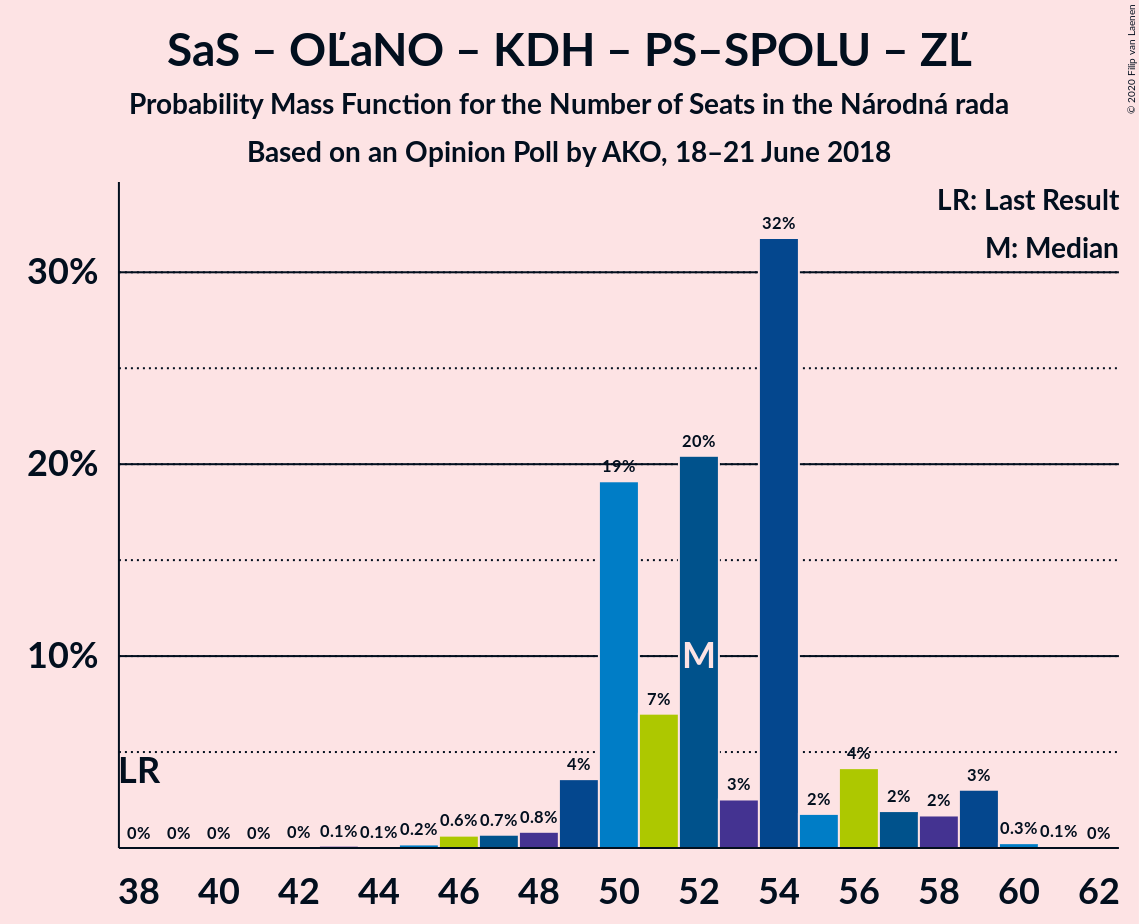 SaS – OĽaNO – KDH – PS–SPOLU – ZĽ
Probability Mass Function for the Number of Seats in the Národná rada
Based on an Opinion Poll by AKO, 18–21 June 2018
© 2020 Filip van Laenen
LR: Last Result
M: Median
30%
20%
10%
LR
M
0% 0% 0% 0% 0% 0.1% 0.1% 0.2% 0.6% 0.7% 0.8% 4% 19% 7% 20% 3% 32% 2% 4% 2% 2% 3% 0.3% 0.1% 0%
38 40 42 44 46 48 50 52 54 56 58 60 62